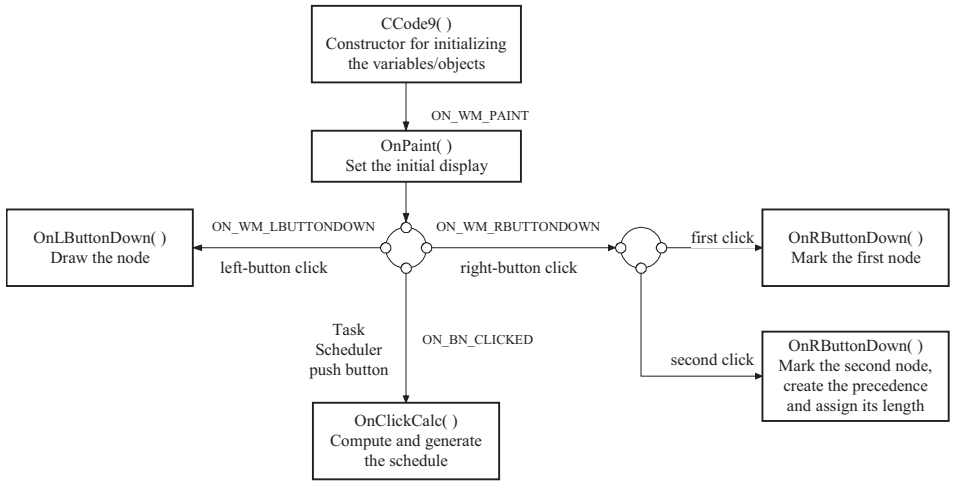 CCode9( )
Constructor for initializing
the variables/objects
ON_WM_PAINT
OnPaint( )
Set the initial display
OnLButtonDown( )
Draw the node
ON_WM_LBUTTONDOWN
left-button click
ON_WM_RBUTTONDOWN
right-button click
first click
OnRButtonDown( )
Mark the first node
Task
Scheduler
push button
ON_BN_CLICKED
second click
OnRButtonDown( )
Mark the second node,
create the precedence
and assign its length
OnClickCalc( )
Compute and generate
the schedule